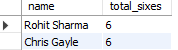 name total_sixes
Rohit Sharma 6
Chris Gayle 6